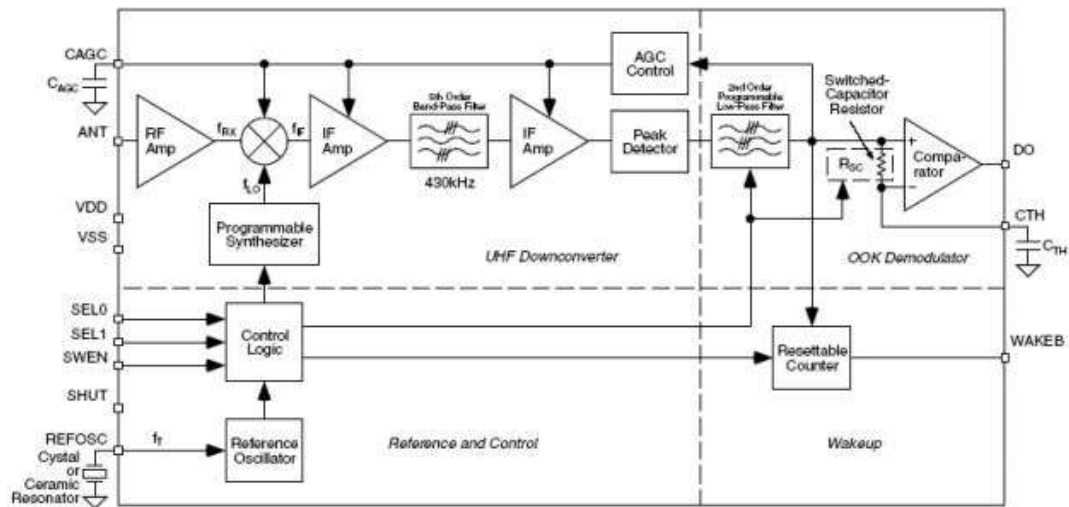 CAGC
C AGC
ANT
VDD
VSS
SEL0
SEL1
SWEN
SHUT
REFOSC
Cystal
or
Ceramic
Resonator
RF
Amp
fRX
fIF
fLO
IF
Amp
5th Order
Band-Pass Filter
430kHz
IF
Amp
AGC
Control
Peak
Detector
Programmable
Synthesizer
UHF Downconverter
2nd Order
Programmable
Low-Pass Filter
Switched-
Capacitor
Resistor
RSC
Compa-
rator
OOK Demodulator
DO
CTH
C TH
WAKEB
Control
Logic
Resettable
Counter
fT
Reference
Oscillator
Reference and Control
Wakeup